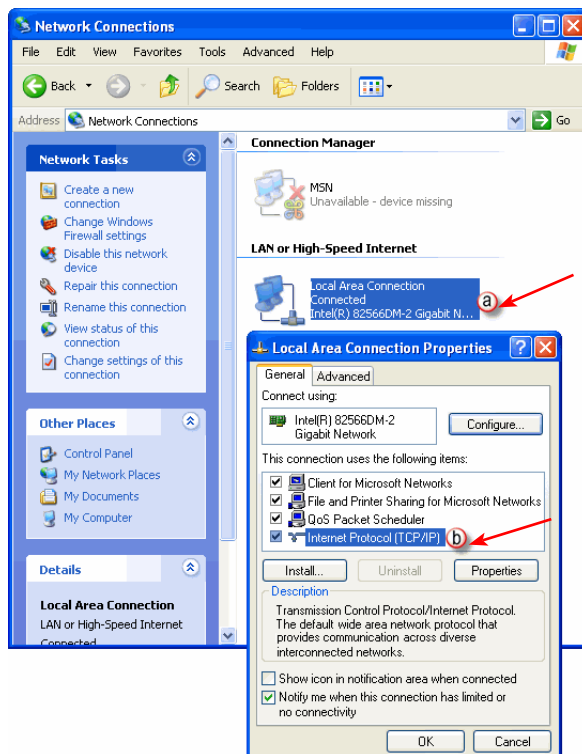 Network Connections
File Edit View Favorites Tools Advanced Help
Back Search Folders
Address Network Connections Go
Network Tasks
Create a new
connection
Change Windows
Firewall settings
Disable this network
device
Repair this connection
Rename this connection
View status of this
connection
Change settings of this
connection
Other Places
Control Panel
My Network Places
My Documents
My Computer
Details
Local Area Connection
LAN or High-Speed Internet
Connected
Connection Manager
MSN
Unavailable - device missing
LAN or High-Speed Internet
Local Area Connection
Connected
Intel(R) 82566DM-2 Gigabit N...
a
Local Area Connection Properties
General Advanced
Connect using:
Intel(R) 82566DM-2
Gigabit Network
Configure...
This connection uses the following items:
Client for Microsoft Networks
File and Printer Sharing for Microsoft Networks
QoS Packet Scheduler
Internet Protocol (TCP/IP) b
Install... Uninstall Properties
Description
Transmission Control Protocol/Internet Protocol.
The default wide area network protocol that
provides communication across diverse
interconnected networks.
Show icon in notification area when connected
Notify me when this connection has limited or
no connectivity
OK Cancel